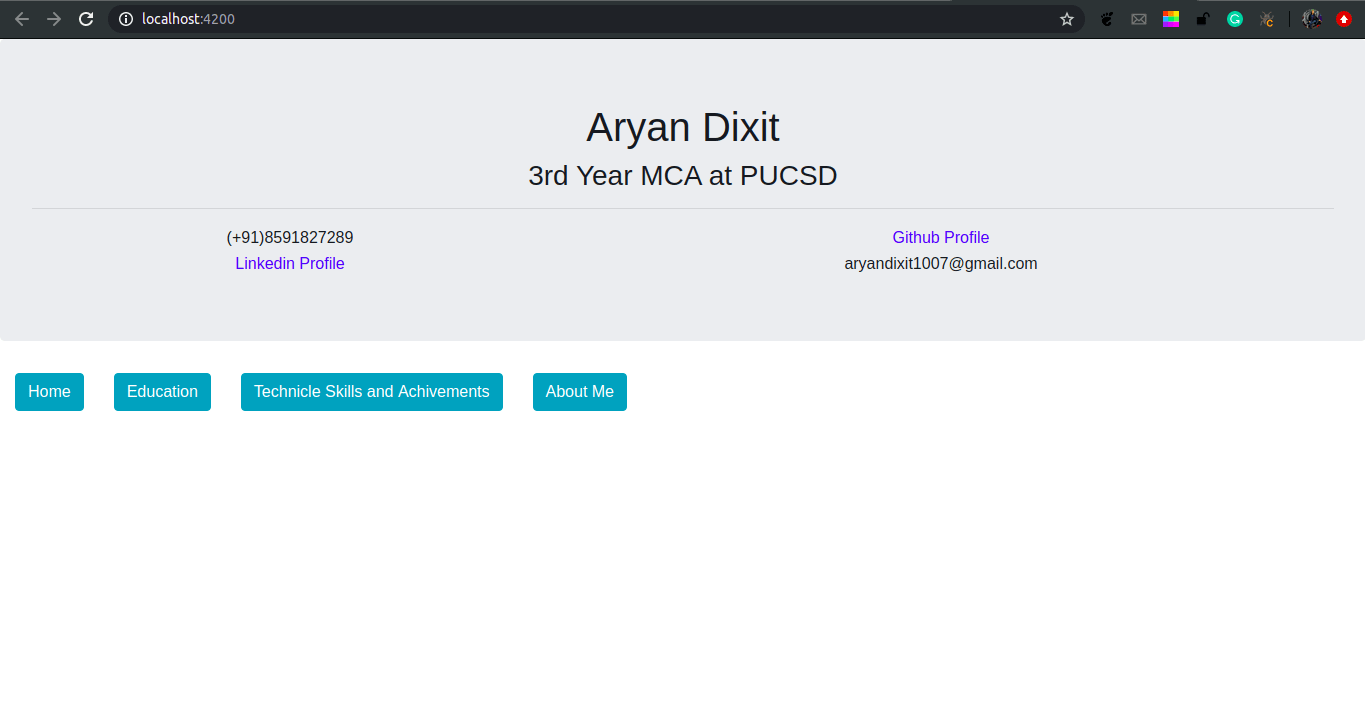 localhost:4200
Aryan Dixit
3rd Year MCA at PUCSD
(+91)8591827289
Github Profile
Linkedin Profile
aryandixit1007@gmail.com
Home
Education
Technicle Skills and Achivements
About Me